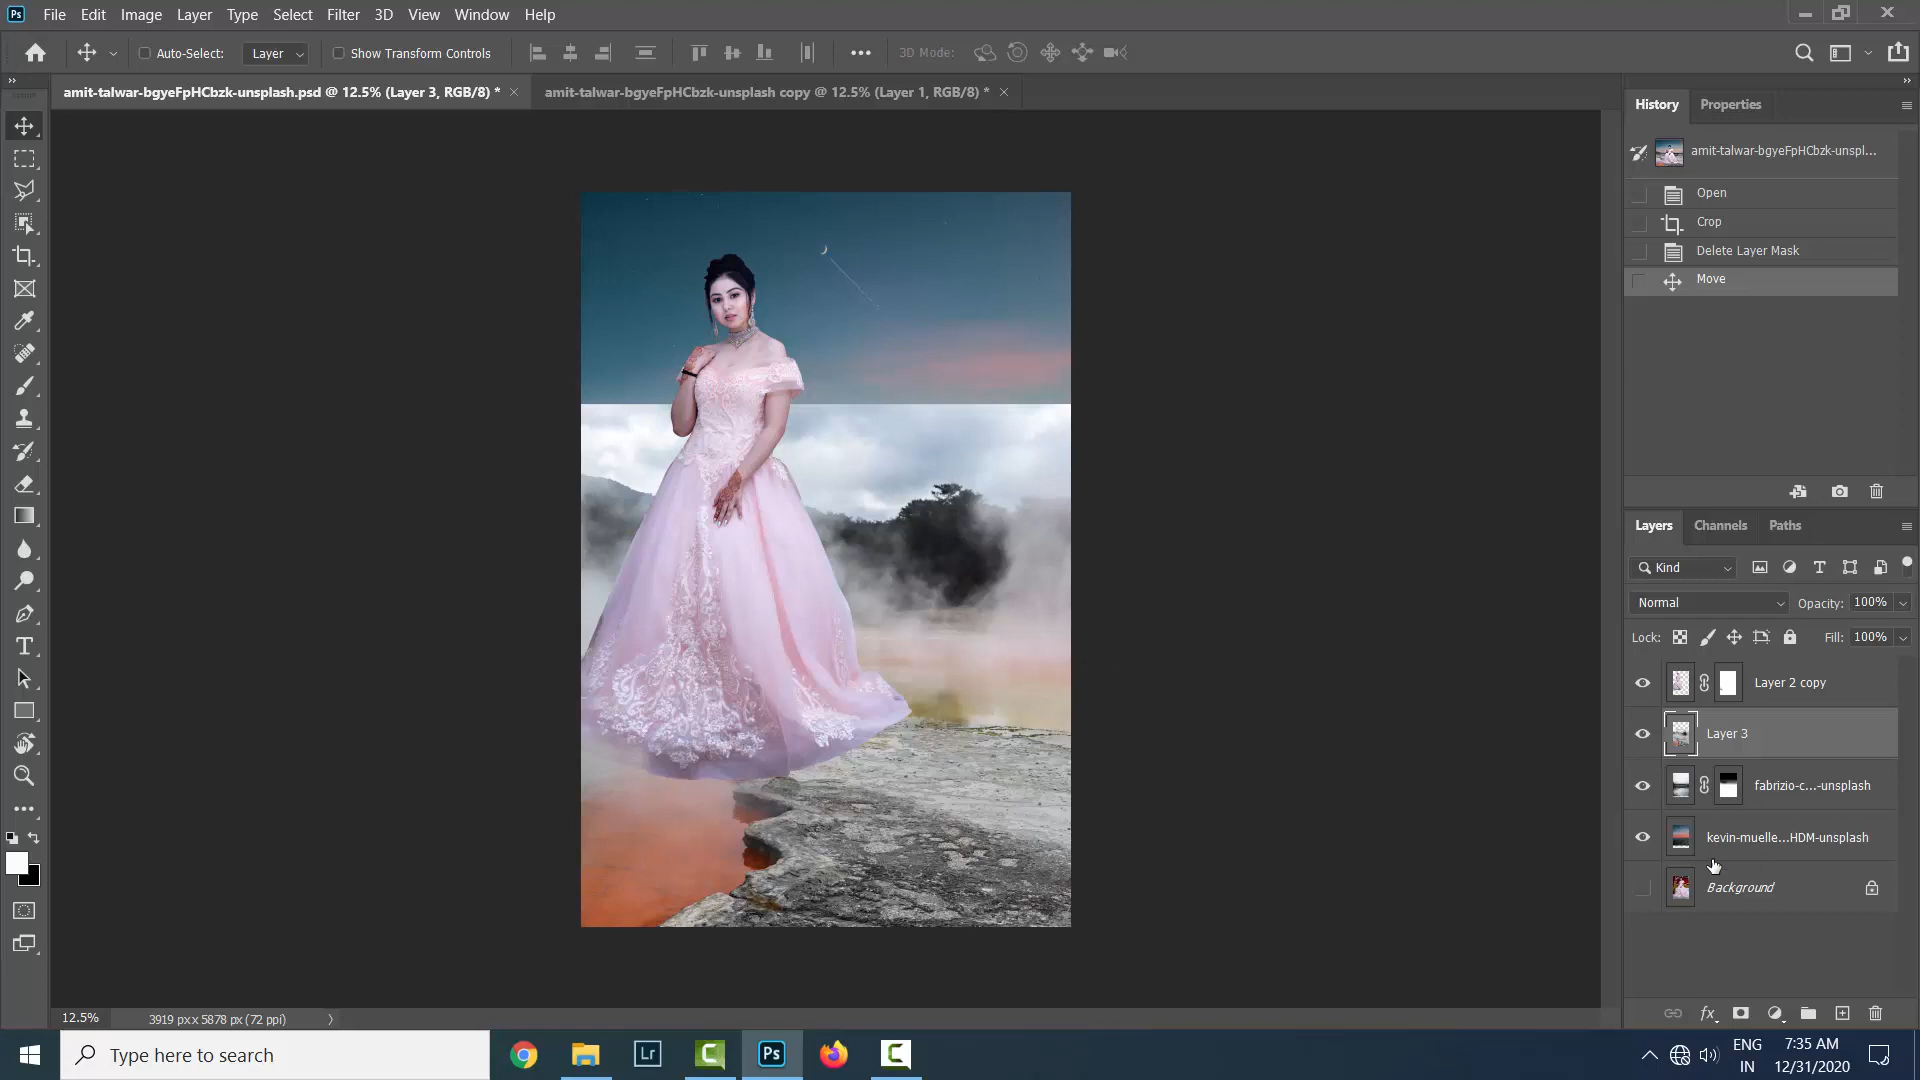 Ps File Edit Image Layer Type Select Filter 3D View Window Help
Auto-Select: Layer Show Transform Controls ••• 3D Mode:
amit-talwar-bgyeFpHCbzk-unsplash.psd @ 12.5% (Layer 3, RGB/8) * amit-talwar-bgyeFpHCbzk-unsplash copy @ 12.5% (Layer 1, RGB/8) *
History Properties
amit-talwar-bgyeFpHCbzk-unspl...
Open
Crop
Delete Layer Mask
Move
Layers Channels Paths
Kind
Normal Opacity: 100%
Lock: Fill: 100%
Layer 2 copy
Layer 3
fabrizio-c...-unsplash
kevin-muelle...HDM-unsplash
Background
fx
12.5% 3919 px x 5878 px (72 ppi)
Type here to search
Lr Ps
ENG
IN
7:35 AM
12/31/2020